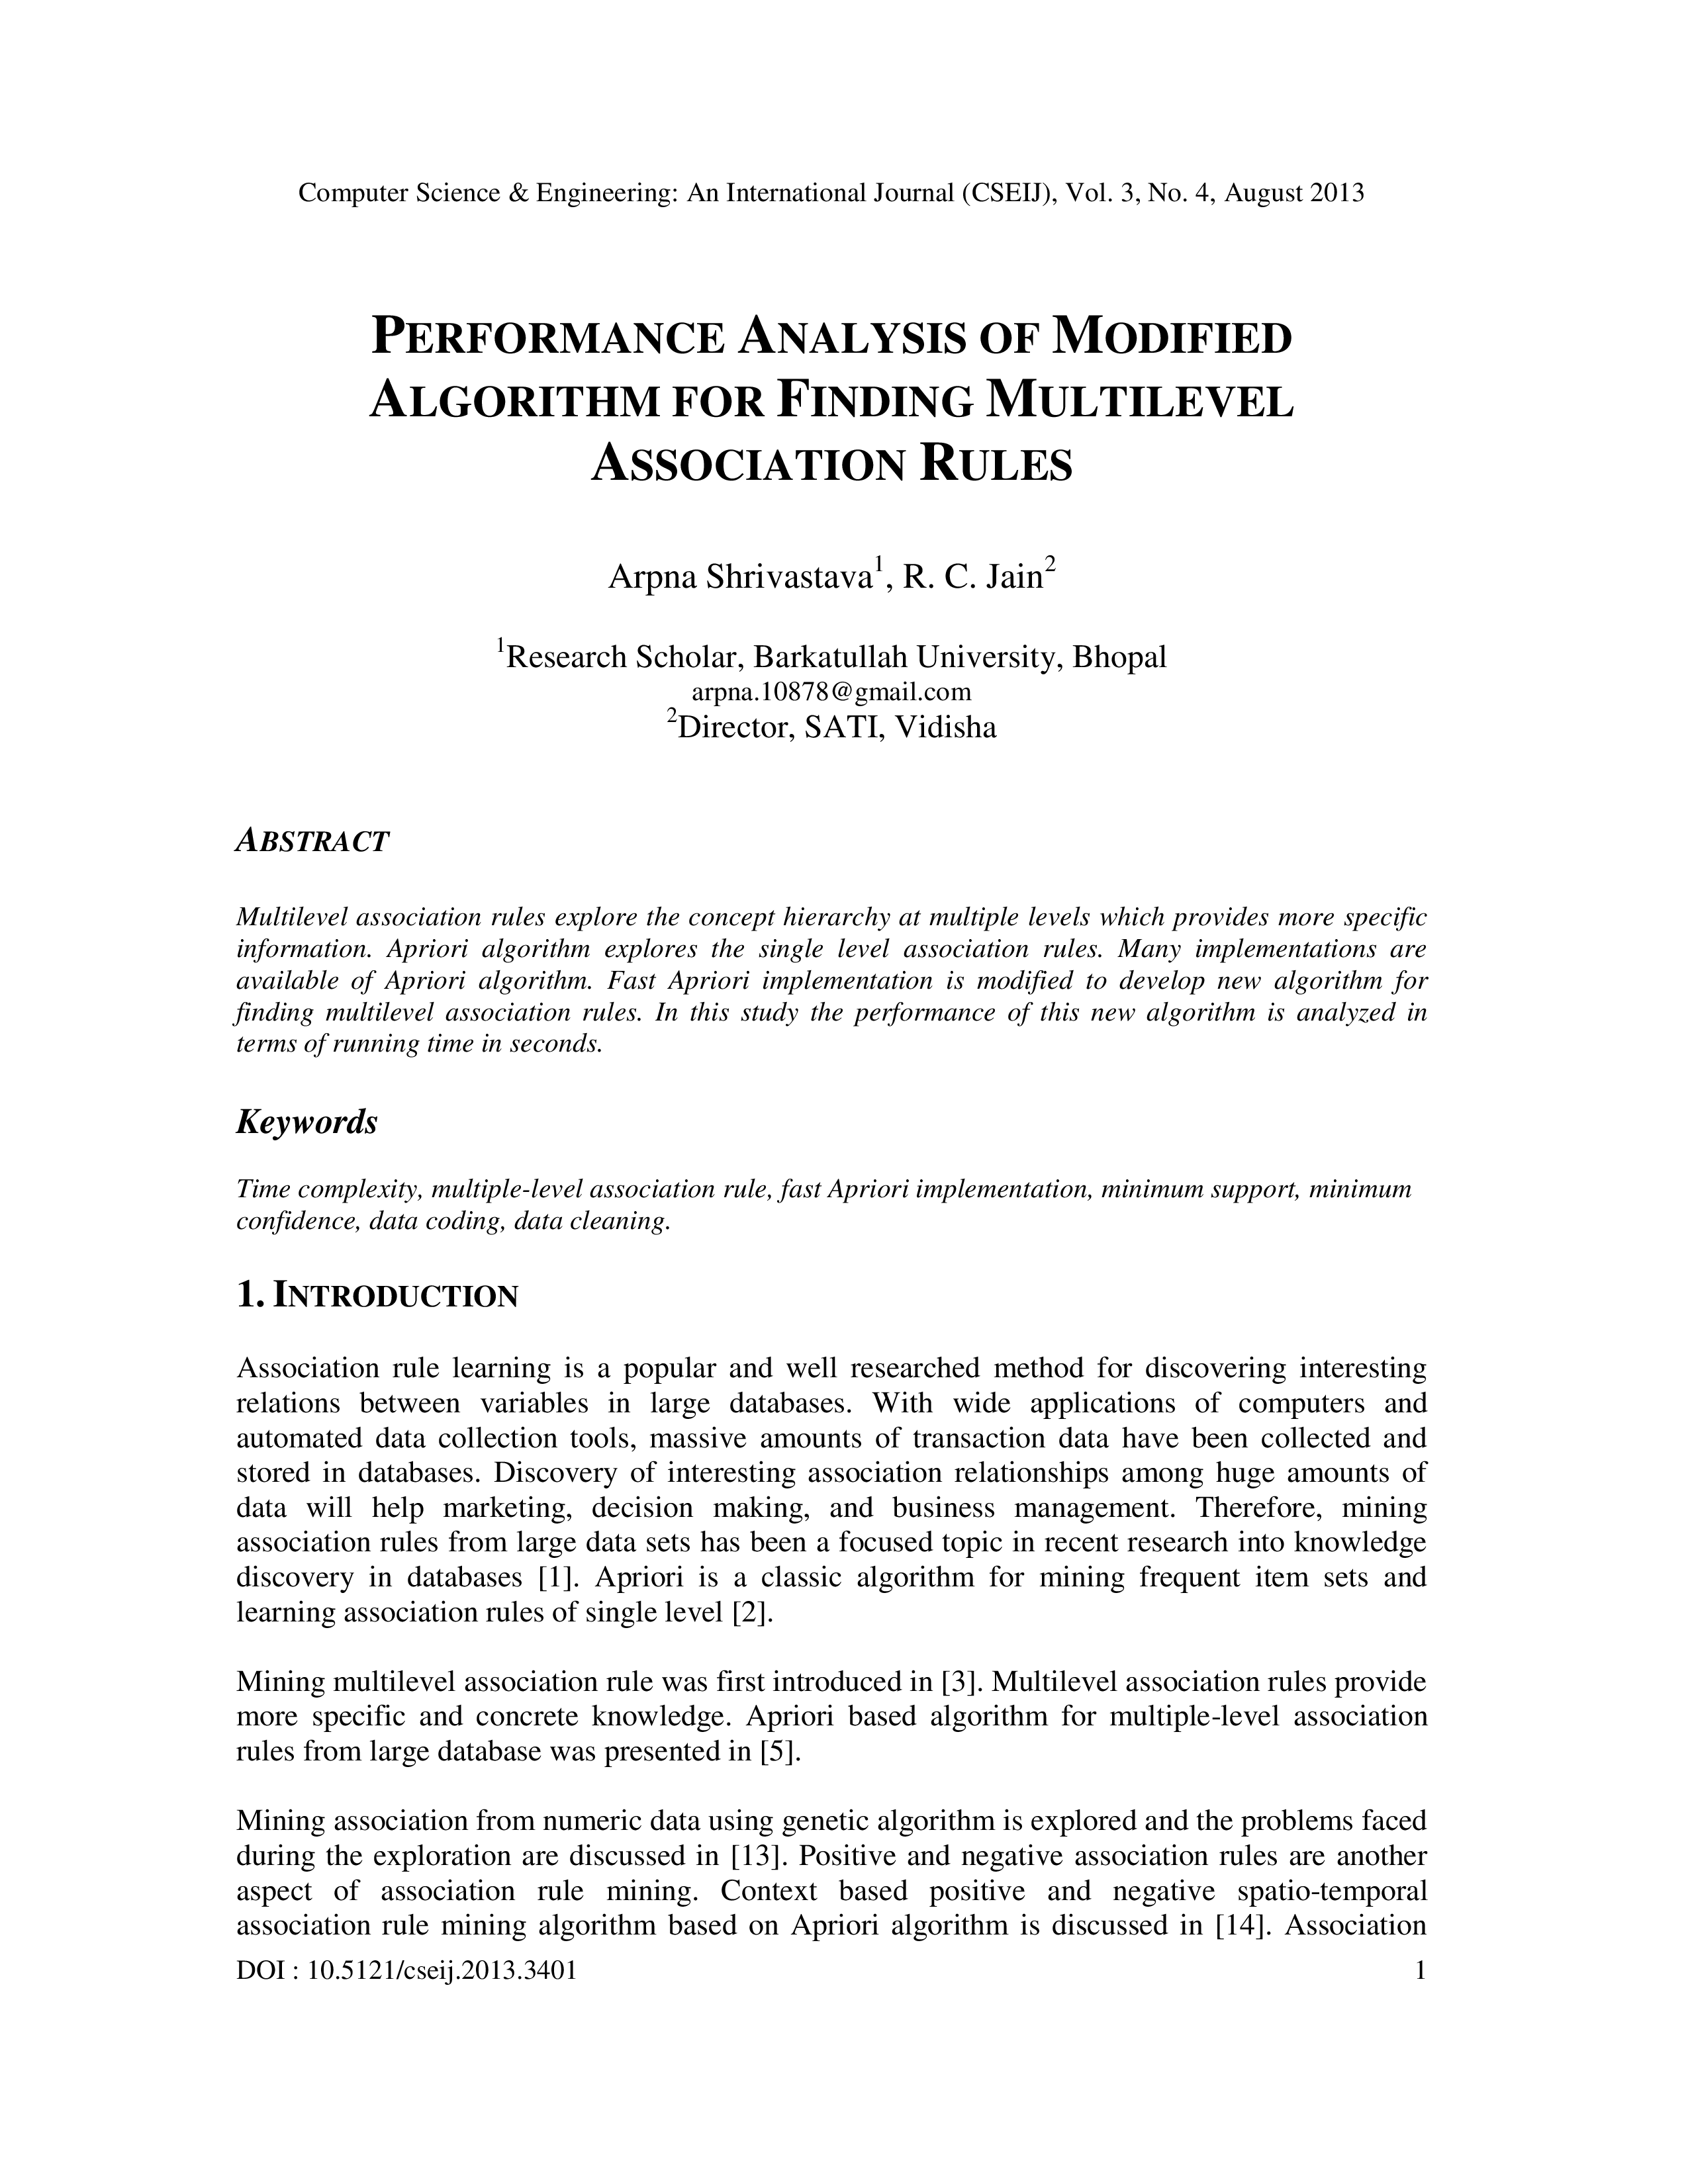 Computer Science & Engineering: An International Journal (CSEIJ), Vol. 3, No. 4, August 2013
PERFORMANCE ANALYSIS OF MODIFIED
ALGORITHM FOR FINDING MULTILEVEL
ASSOCIATION RULES
Arpna Shrivastava1, R. C. Jain2
1Research Scholar, Barkatullah University, Bhopal
arpna.10878@gmail.com
2Director, SATI, Vidisha
ABSTRACT
Multilevel association rules explore the concept hierarchy at multiple levels which provides more specific
information. Apriori algorithm explores the single level association rules. Many implementations are
available of Apriori algorithm. Fast Apriori implementation is modified to develop new algorithm for
finding multilevel association rules. In this study the performance of this new algorithm is analyzed in
terms of running time in seconds.
Keywords
Time complexity, multiple-level association rule, fast Apriori implementation, minimum support, minimum
confidence, data coding, data cleaning.
1. INTRODUCTION
Association rule learning is a popular and well researched method for discovering interesting
relations between variables in large databases. With wide applications of computers and
automated data collection tools, massive amounts of transaction data have been collected and
stored in databases. Discovery of interesting association relationships among huge amounts of
data will help marketing, decision making, and business management. Therefore, mining
association rules from large data sets has been a focused topic in recent research into knowledge
discovery in databases [1]. Apriori is a classic algorithm for mining frequent item sets and
learning association rules of single level [2].
Mining multilevel association rule was first introduced in [3]. Multilevel association rules provide
more specific and concrete knowledge. Apriori based algorithm for multiple-level association
rules from large database was presented in [5].
Mining association from numeric data using genetic algorithm is explored and the problems faced
during the exploration are discussed in [13]. Positive and negative association rules are another
aspect of association rule mining. Context based positive and negative spatio-temporal
association rule mining algorithm based on Apriori algorithm is discussed in [14]. Association
DOI : 10.5121/cseij.2013.3401 1